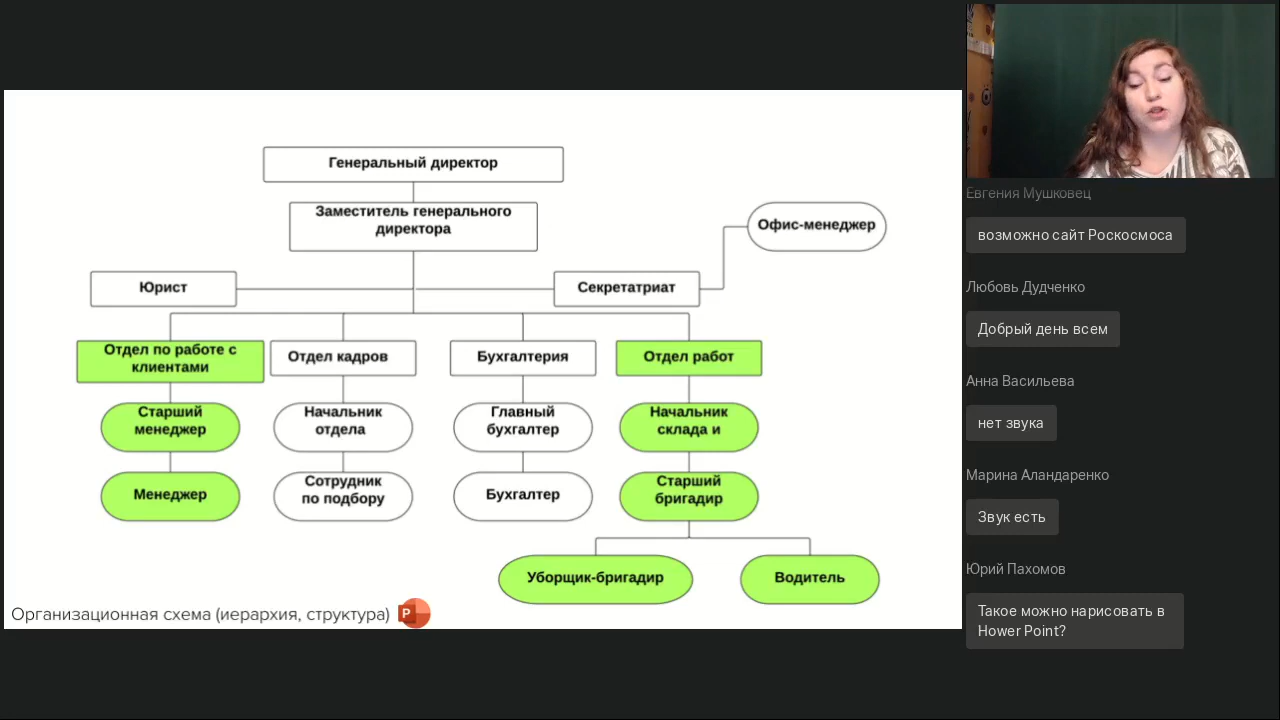 Генеральный директор
Заместитель генерального
директора
Офис-менеджер
Юрист
Секретатриат
Отдел по работе с
клиентами
Отдел кадров
Бухгалтерия
Отдел работ
Старший
менеджер
Начальник
отдела
Главный
бухгалтер
Начальник
склада и
Менеджер
Сотрудник
по подбору
Бухгалтер
Старший
бригадир
Уборщик-бригадир
Водитель
Организационная схема (иерархия, структура)
P
Евгения Мушковец
возможно сайт Роскосмоса
Любовь Дудченко
Добрый день всем
Анна Васильева
нет звука
Марина Аландаренко
Звук есть
Юрий Пахомов
Такое можно нарисовать в
Hower Point?